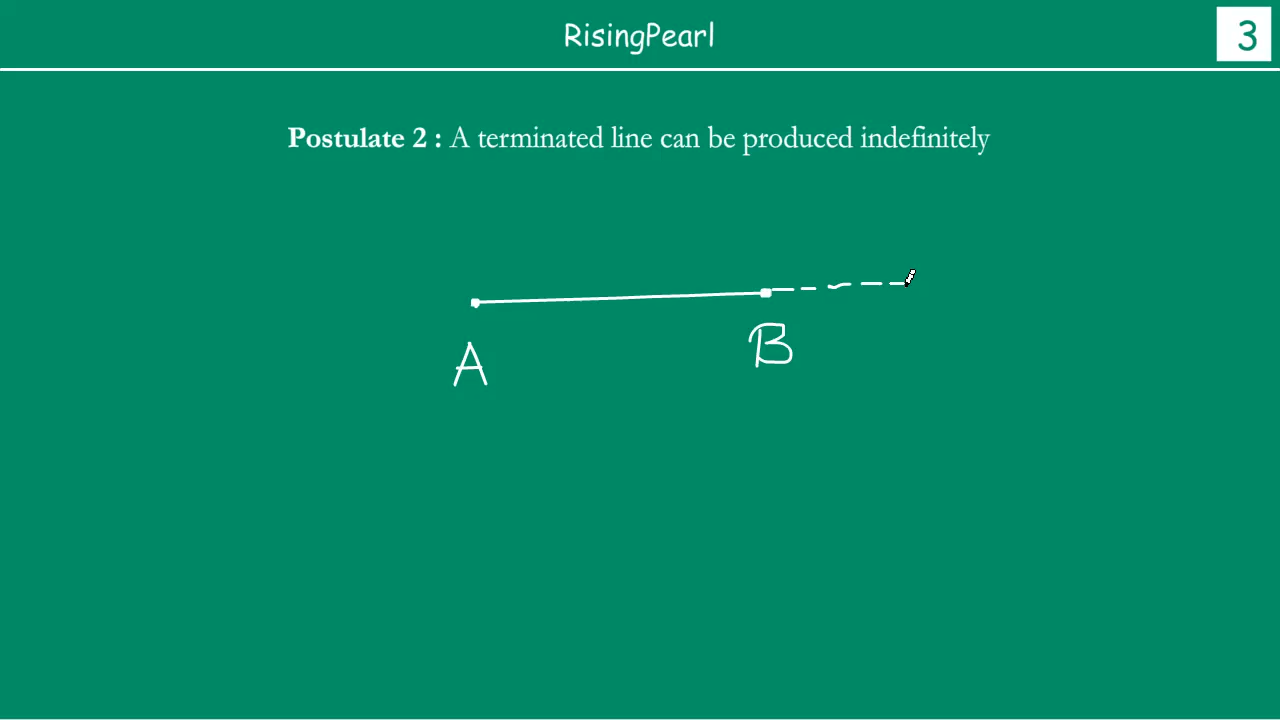 RisingPearl
3
Postulate 2 : A terminated line can be produced indefinitely
A B